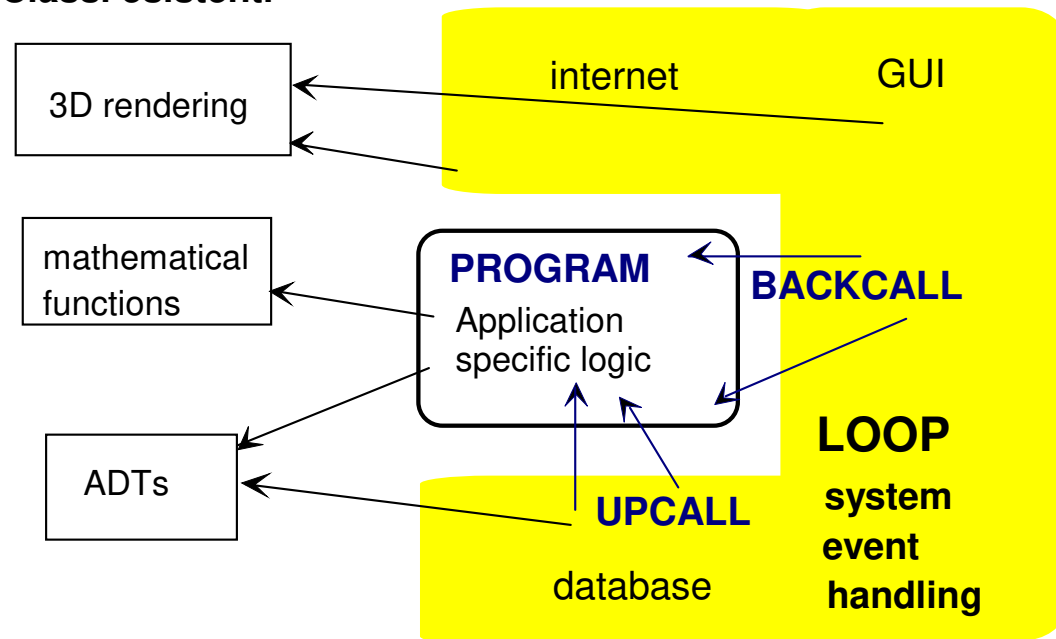 internet
GUI
3D rendering
mathematical
functions
PROGRAM
BACKCALL
Application
specific logic
LOOP
ADTs
UPCALL
system
event
handling
database